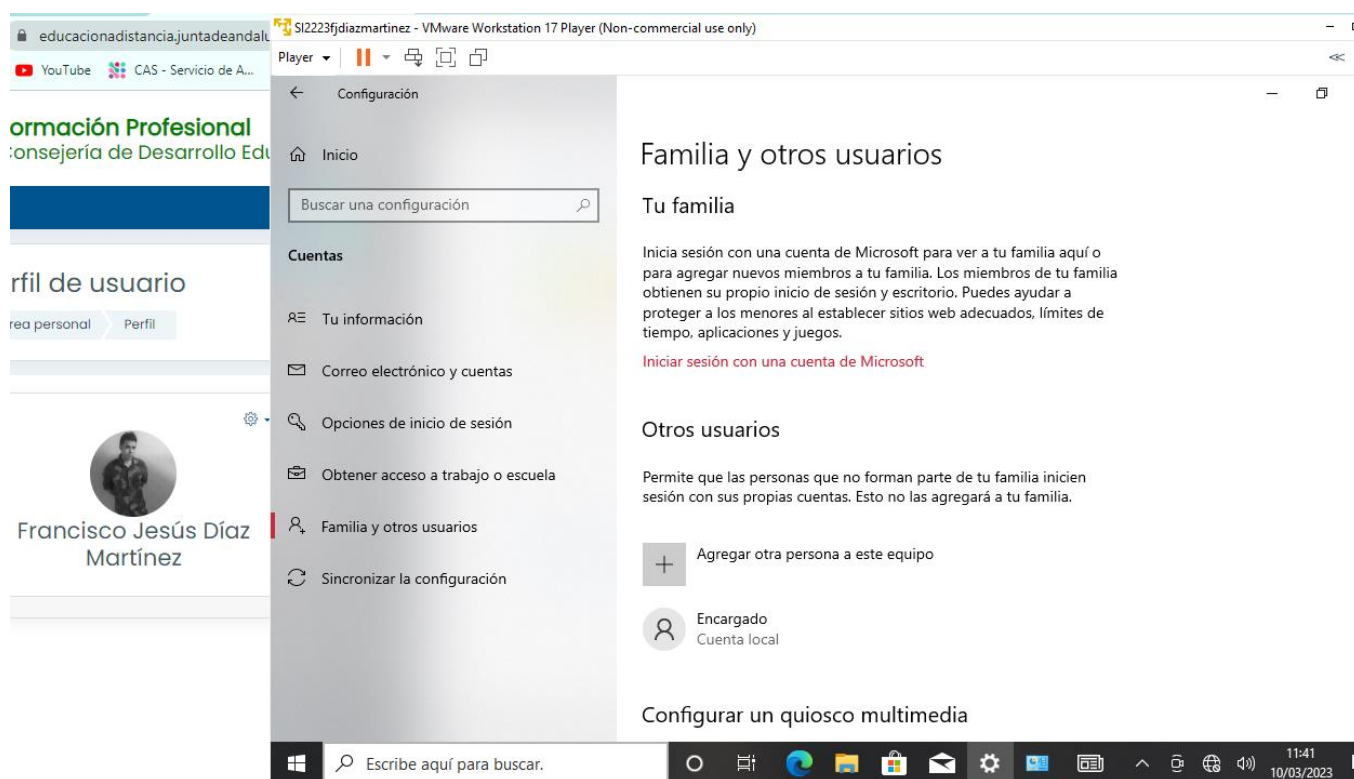 educacionadistancia.juntadeandalu
YouTube CAS - Servicio de A...
ormación Profesional
onsejería de Desarrollo Edu
rfil de usuario
rea personal Perfil
Francisco Jesús Díaz
Martínez
SI2223fjdiazmartinez - VMware Workstation 17 Player (Non-commercial use only)
Player
Configuración
Inicio
Buscar una configuración
Cuentas
Tu información
Correo electrónico y cuentas
Opciones de inicio de sesión
Obtener acceso a trabajo o escuela
Familia y otros usuarios
Sincronizar la configuración
Familia y otros usuarios
Tu familia
Inicia sesión con una cuenta de Microsoft para ver a tu familia aquí o
para agregar nuevos miembros a tu familia. Los miembros de tu familia
obtienen su propio inicio de sesión y escritorio. Puedes ayudar a
proteger a los menores al establecer sitios web adecuados, límites de
tiempo, aplicaciones y juegos.
Iniciar sesión con una cuenta de Microsoft
Otros usuarios
Permite que las personas que no forman parte de tu familia inicien
sesión con sus propias cuentas. Esto no las agregará a tu familia.
Agregar otra persona a este equipo
Encargado
Cuenta local
Configurar un quiosco multimedia
Escribe aquí para buscar.
11:41
10/03/2023